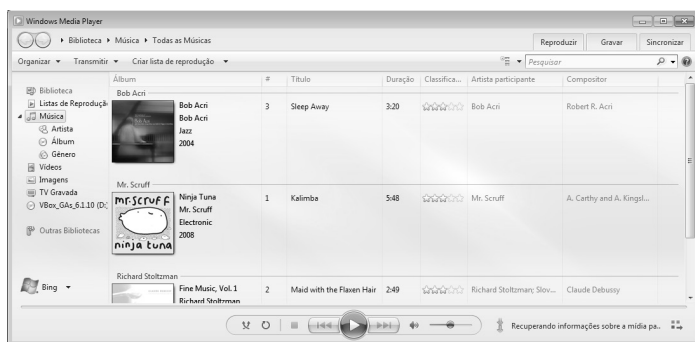 Windows Media Player
Biblioteca Música Todas as Músicas
Reproduzir Gravar Sincronizar
Organizar Transmitir Criar lista de reprodução Pesquisar
Álbum # Título Duração Classifica... Artista participante Compositor
Biblioteca
Listas de Reproduçã
Música
Artista
Álbum
Gênero
Vídeos
Imagens
TV Gravada
VBox_GAs_6.1.10 (D:)
Outras Bibliotecas
Bing
Bob Acri
Bob Acri 3 Sleep Away 3:20 Bob Acri Robert R. Acri
Bob Acri
Jazz
2004
Mr. Scruff
mr.scruff
ninja tuna
Ninja Tuna 1 Kalimba 5:48 Mr. Scruff A. Carthy and A. Kingsl...
Mr. Scruff
Electronic
2008
Richard Stoltzman
Fine Music, Vol. 1 2 Maid with the Flaxen Hair 2:49 Richard Stoltzman; Slov... Claude Debussy
Richard Stoltzman
Recuperando informações sobre a mídia pa..